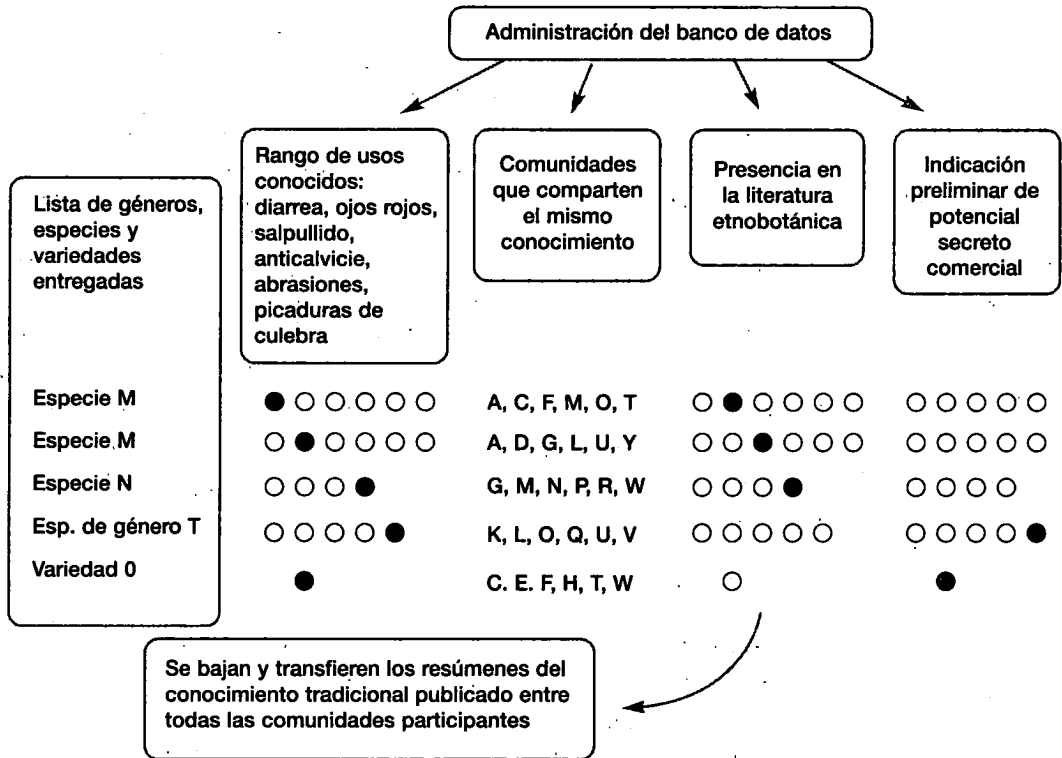 Administración del banco de datos
Lista de géneros,
especies y
variedades
entregadas
Rango de usos
conocidos:
diarrea, ojos rojos,
salpullido,
anticalvicie,
abrasiones,
picaduras de
culebra
Comunidades
que comparten
el mismo
conocimiento
Presencia en
la literatura
etnobotánica
Indicación
preliminar de
potencial
secreto
comercial
Especie M A, C, F, M, O, T
Especie M A, D, G, L, U, Y
Especie N G, M, N, P, R, W
Esp. de género T K, L, O, Q, U, V
Variedad 0 C. E. F, H, T, W
Se bajan y transfieren los resúmenes del
conocimiento tradicional publicado entre
todas las comunidades participantes